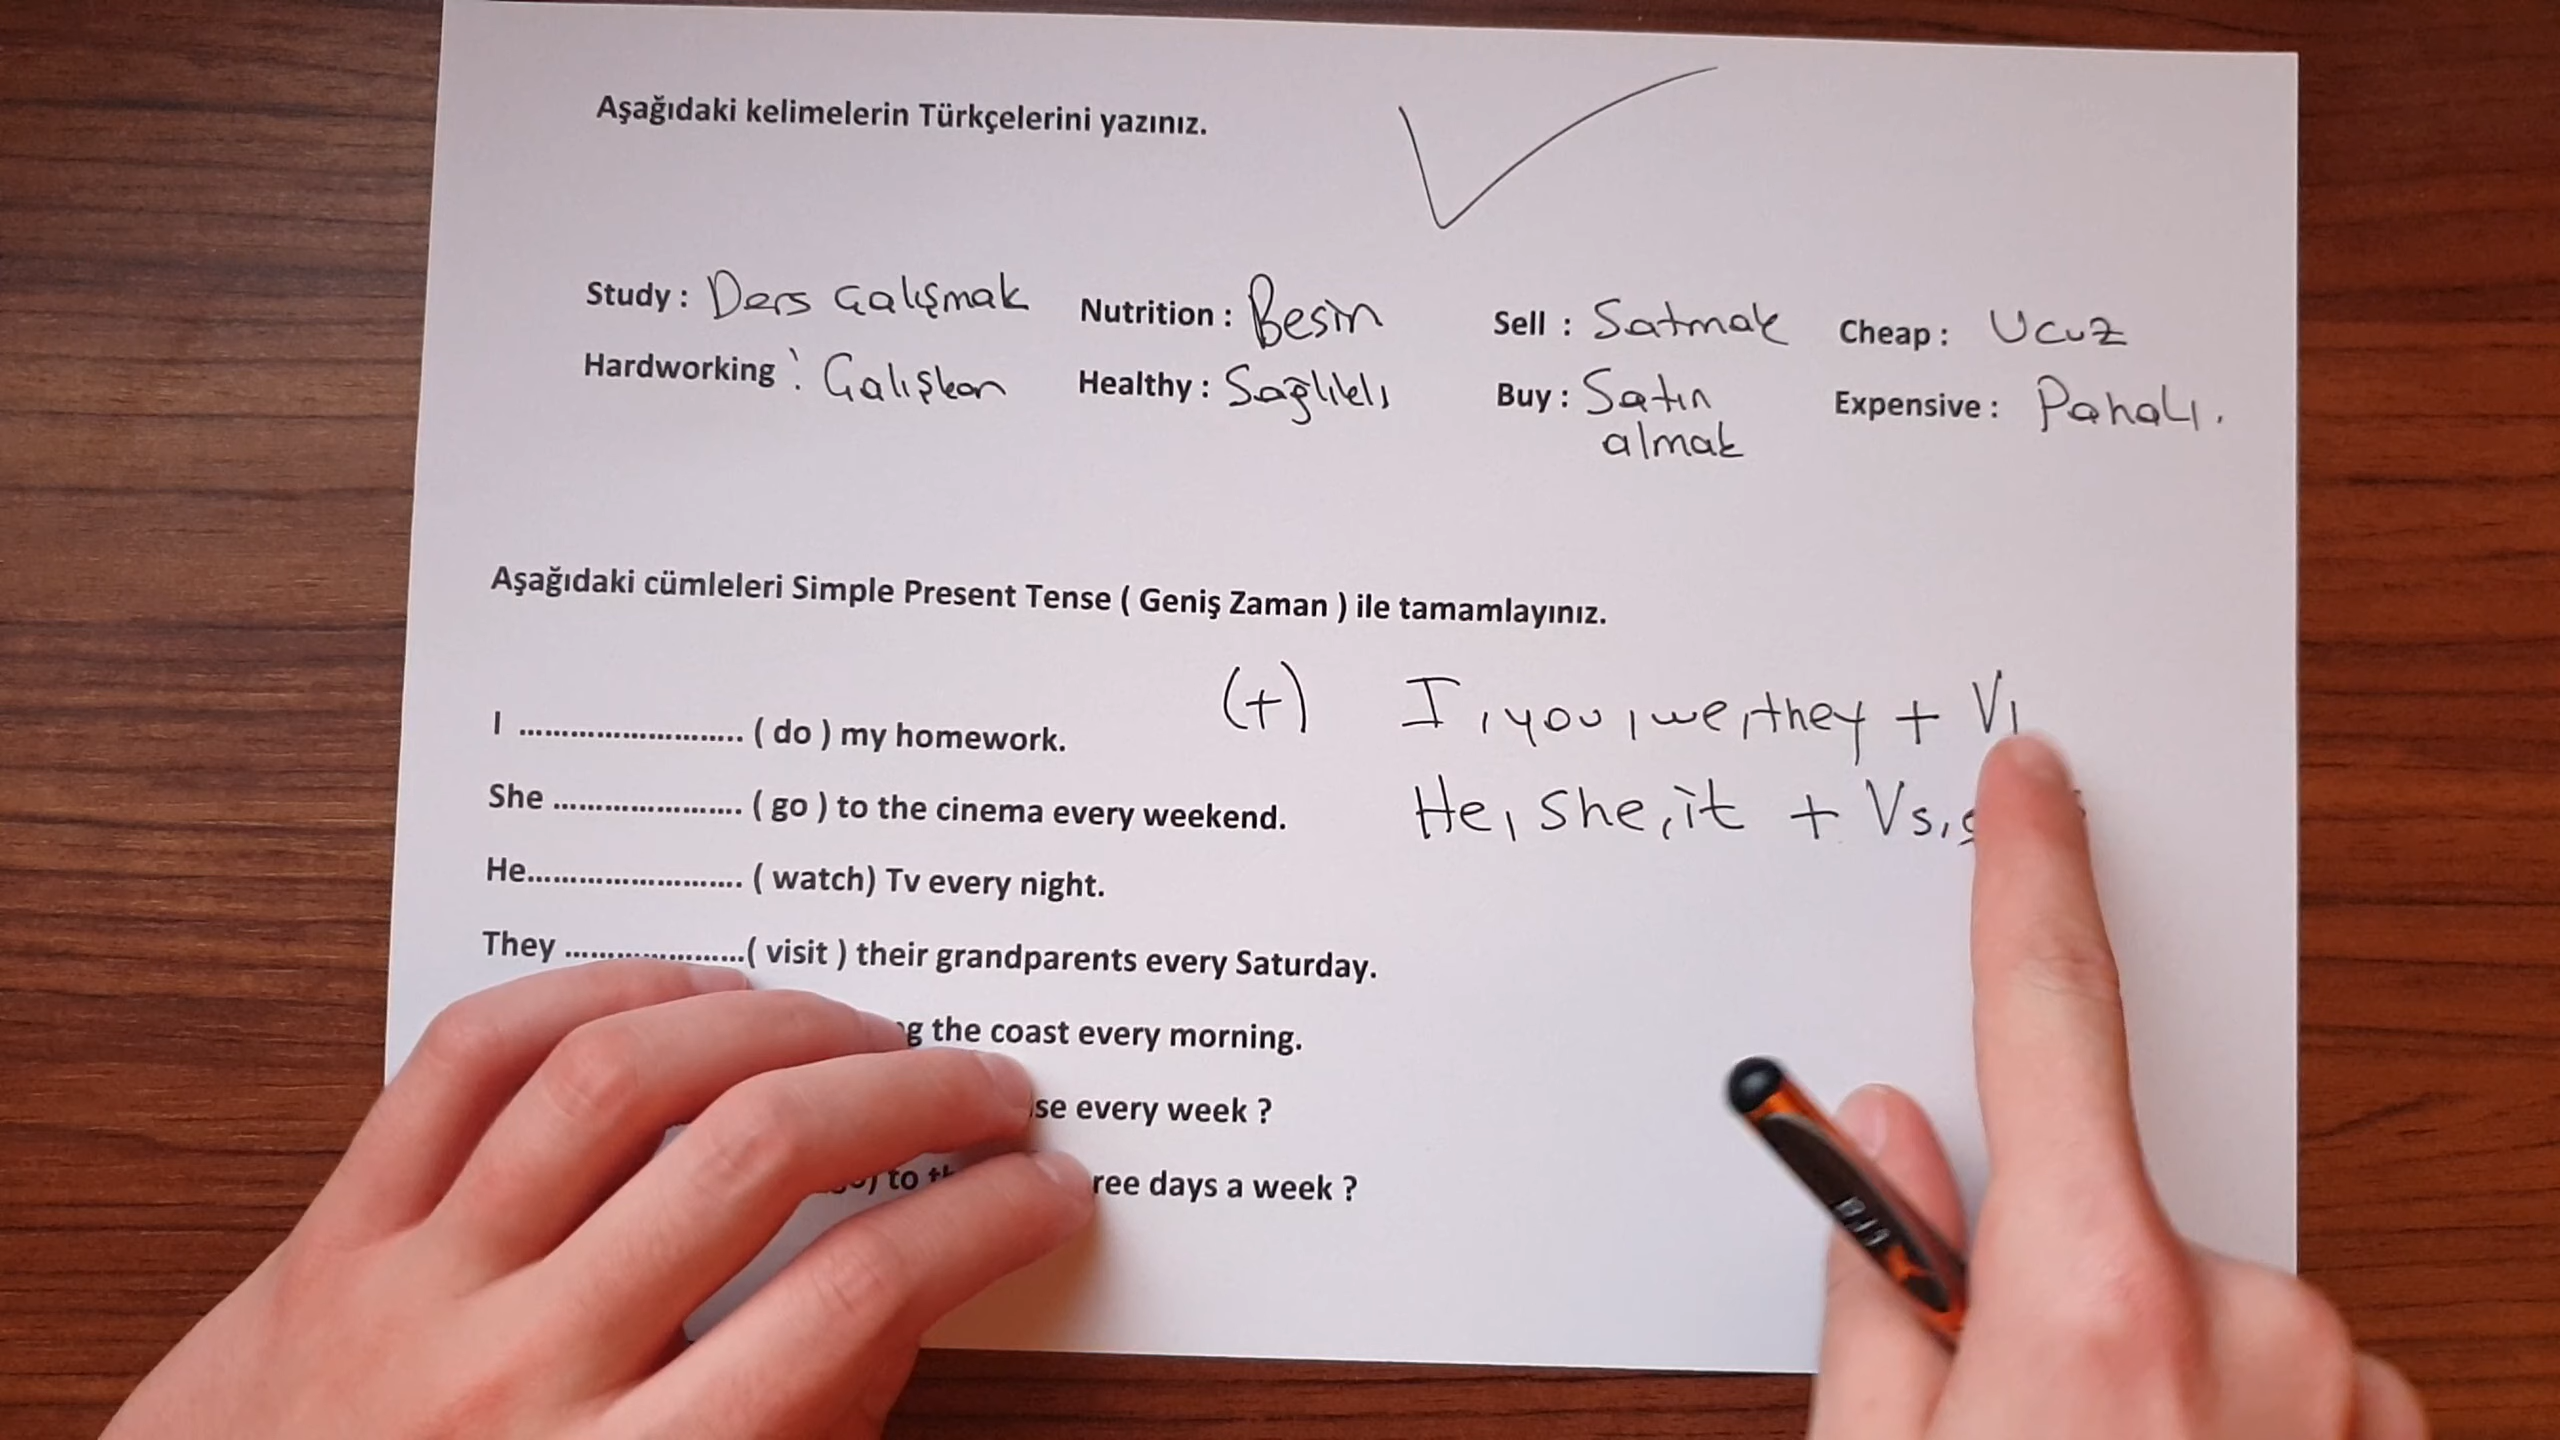 Aşağıdaki kelimelerin Türkçelerini yazınız.
Study : Ders Çalışmak Nutrition : Besin Sell : Satmak Cheap : Ucuz
Hardworking : Çalışkan Healthy : Sağlıklı Buy : Satın almak Expensive : Pahalı.
Aşağıdaki cümleleri Simple Present Tense ( Geniş Zaman ) ile tamamlayınız.
(+) I, you, we, they + V1
He, She, it + Vs,
I .......................... ( do ) my homework.
She ...................... ( go ) to the cinema every weekend.
He......................... ( watch) Tv every night.
They .....................( visit ) their grandparents every Saturday.
the coast every morning.
every week ?
to days a week ?